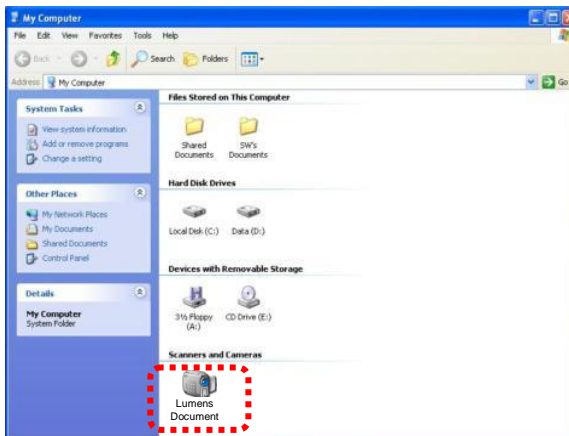 My Computer
File Edit View Favorites Tools Help
Back Search Folders
Address My Computer Go
System Tasks
View system information
Add or remove programs
Change a setting
Other Places
My Network Places
My Documents
Shared Documents
Control Panel
Details
My Computer
System Folder
Files Stored on This Computer
Shared Documents
SW's Documents
Hard Disk Drives
Local Disk (C:) Data (D:)
Devices with Removable Storage
3½ Floppy (A:)
CD Drive (E:)
Scanners and Cameras
Lumens
Document